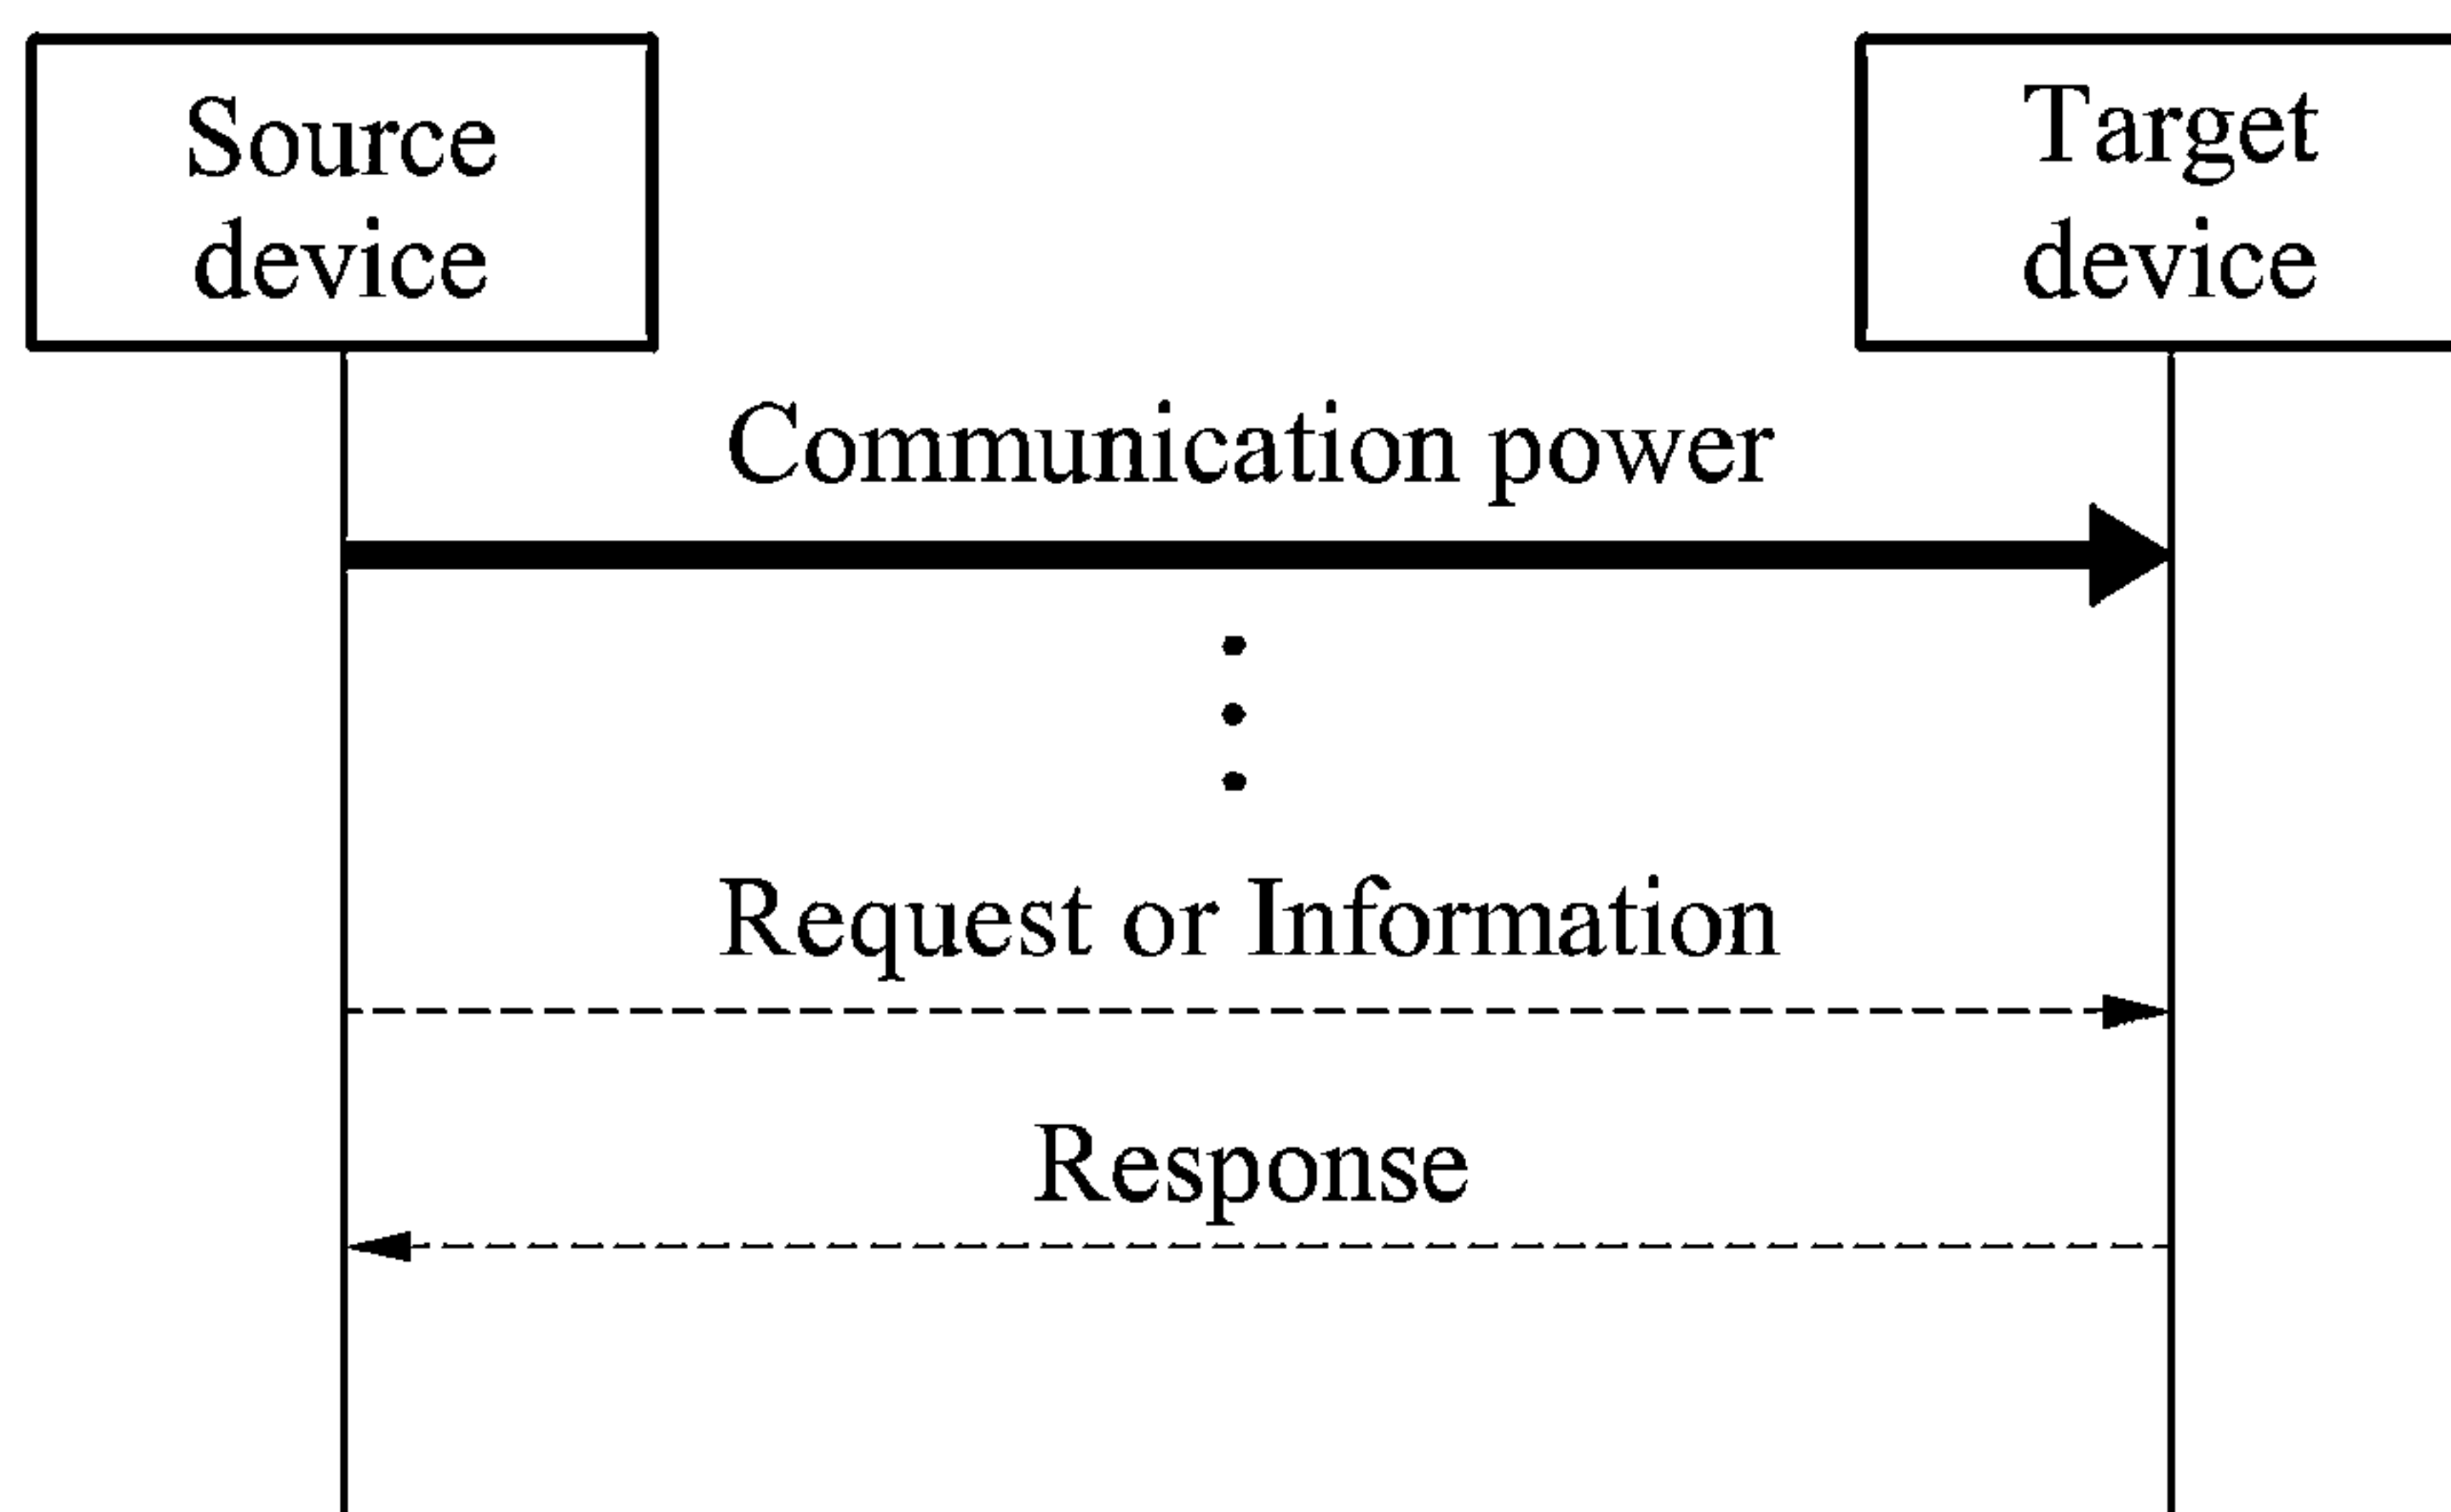 Source
device
Target
device
Communication power
Request or Information
Response